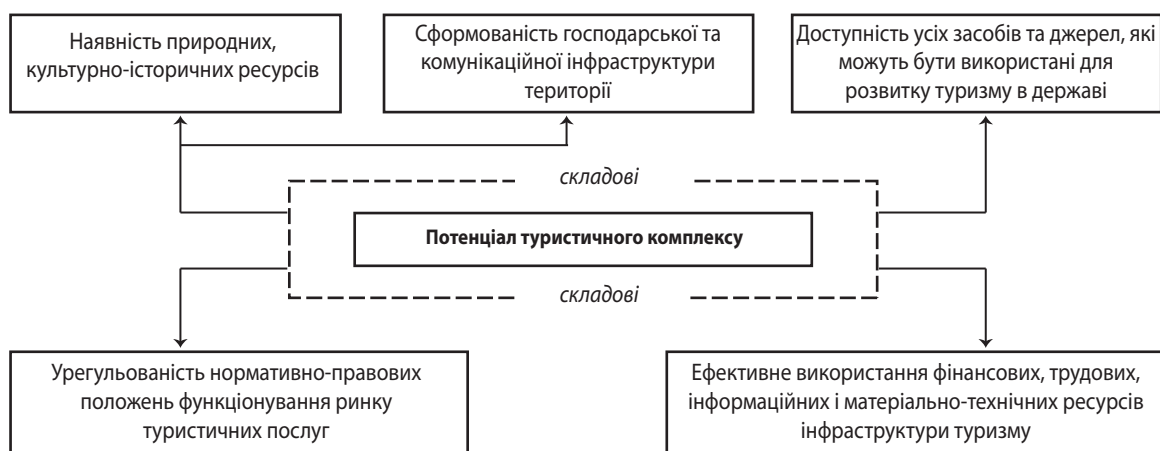 Наявність природних,
культурно-історичних ресурсів
Сформованість господарської та
комунікаційної інфраструктури
території
Доступність усіх засобів та джерел, які
можуть бути використані для
розвитку туризму в державі
складові
Потенціал туристичного комплексу
складові
Урегульованість нормативно-правових
положень функціонування ринку
туристичних послуг
Ефективне використання фінансових, трудових,
інформаційних і матеріально-технічних ресурсів
інфраструктури туризму